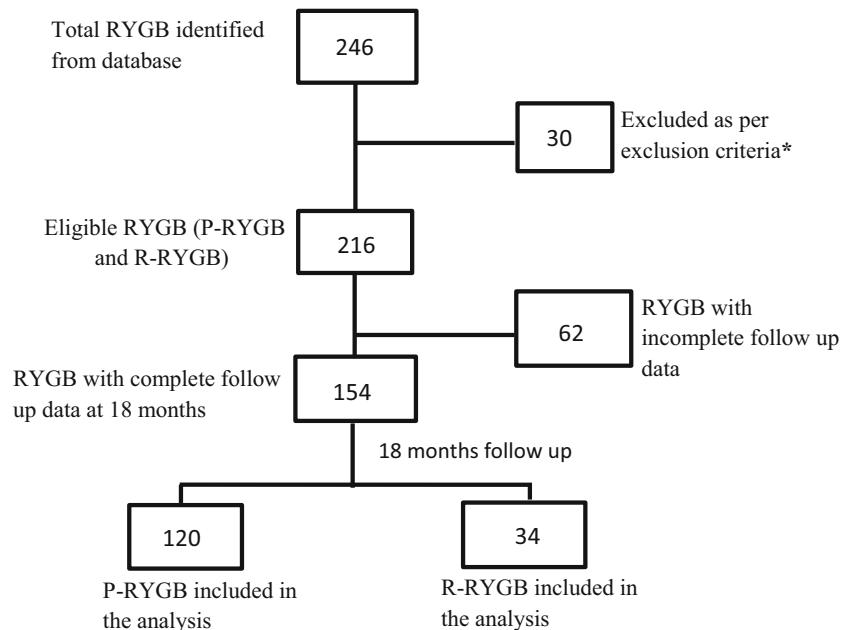 Total RYGB identified
from database
246
30
Excluded as per
exclusion criteria*
Eligible RYGB (P-RYGB
and R-RYGB)
216
62
RYGB with
incomplete follow up
data
RYGB with complete follow
up data at 18 months
154
18 months follow up
120
34
P-RYGB included in
the analysis
R-RYGB included in
the analysis